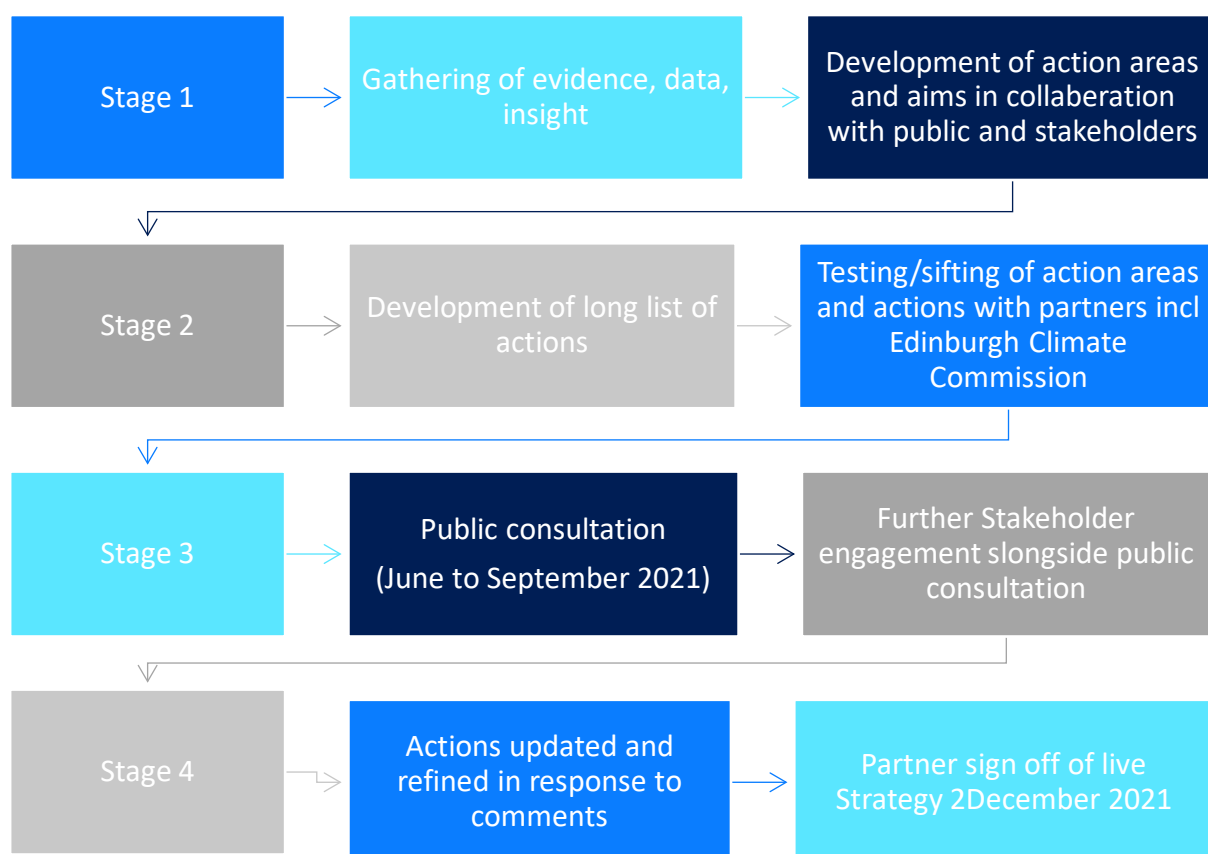 Stage 1
Gathering of evidence, data,
insight
Development of action areas
and aims in collaberation
with public and stakeholders
Stage 2
Development of long list of
actions
Testing/sifting of action areas
and actions with partners incl
Edinburgh Climate
Commission
Stage 3
Public consultation
(June to September 2021)
Further Stakeholder
engagement slongside public
consultation
Stage 4
Actions updated and
refined in response to
comments
Partner sign off of live
Strategy 2December 2021